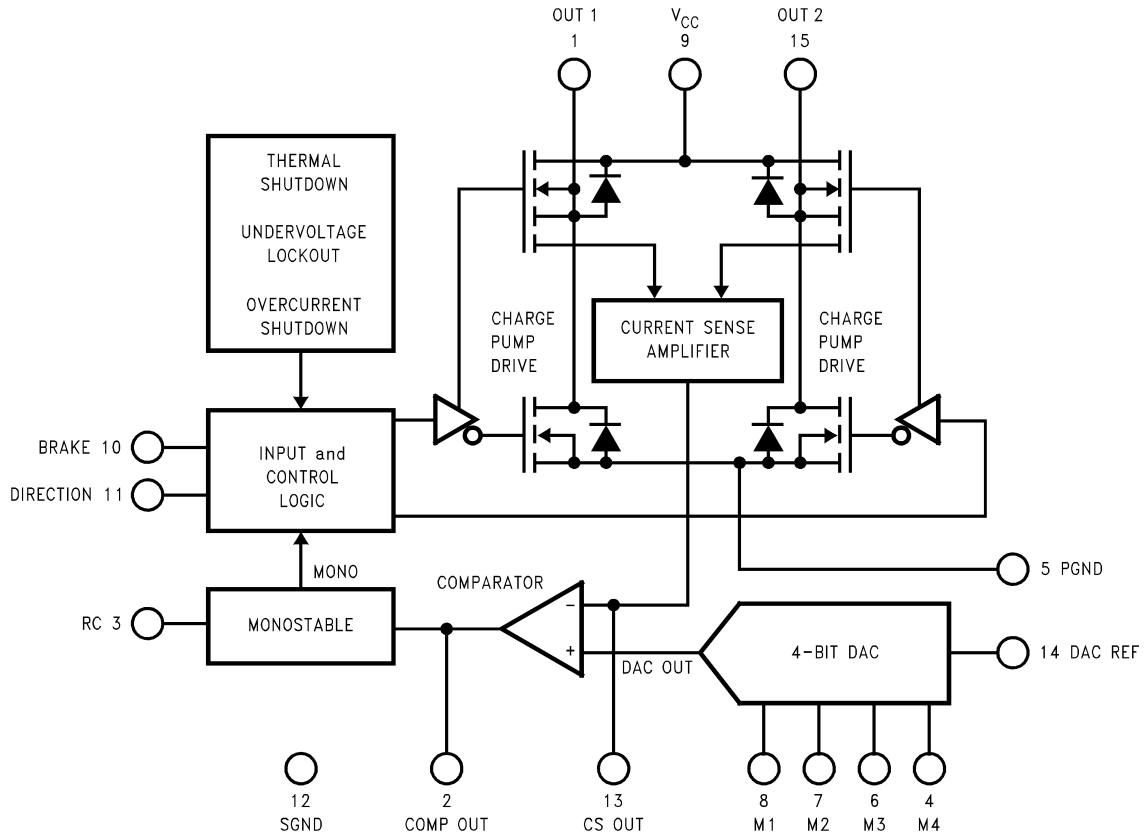 OUT 1
1
VCC
9
OUT 2
15
THERMAL
SHUTDOWN
UNDERVOLTAGE
LOCKOUT
OVERCURRENT
SHUTDOWN
CHARGE
PUMP
DRIVE
CURRENT SENSE
AMPLIFIER
CHARGE
PUMP
DRIVE
BRAKE 10
DIRECTION 11
INPUT and
CONTROL
LOGIC
MONO
RC 3
MONOSTABLE
COMPARATOR
-
+
DAC OUT
4-BIT DAC
5 PGND
14 DAC REF
12
SGND
2
COMP OUT
13
CS OUT
8
M1
7
M2
6
M3
4
M4